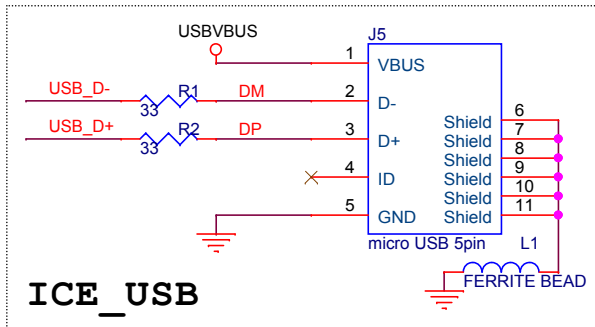 USBVBUS
J5
1
VBUS
USB_D-
R1
DM
2
D-
33
Shield
6
USB_D+
R2
DP
3
D+
Shield
7
33
Shield
8
4
ID
Shield
9
Shield
10
5
GND
Shield
11
micro USB 5pin
L1
FERRITE BEAD
ICE_USB